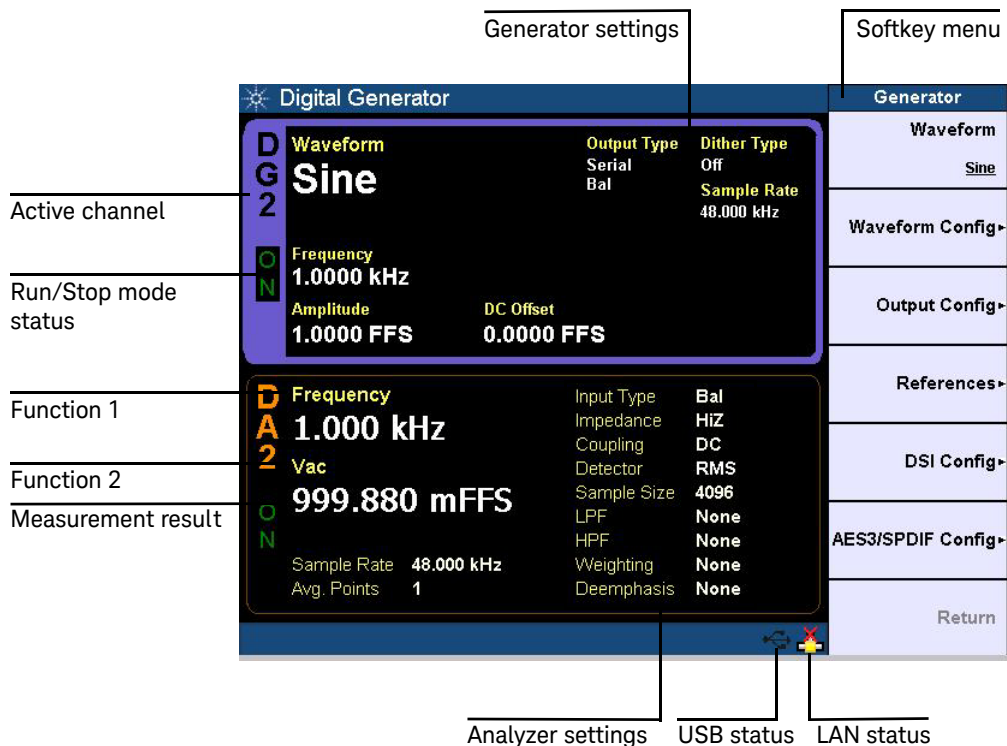 Generator settings
Softkey menu
Digital Generator
Generator
DG2
ON
Waveform
Sine
Output Type
Serial
Bal
Dither Type
Off
Sample Rate
48.000 kHz
Frequency
1.0000 kHz
Amplitude
1.0000 FFS
DC Offset
0.0000 FFS
Waveform
Sine
Waveform Config
Output Config
References
DSI Config
AES3/SPDIF Config
Return
Active channel
Run/Stop mode
status
Function 1
Function 2
Measurement result
DA2
ON
Frequency
1.000 kHz
Vac
999.880 mFFS
Sample Rate 48.000 kHz
Avg. Points 1
Input Type Bal
Impedance HiZ
Coupling DC
Detector RMS
Sample Size 4096
LPF None
HPF None
Weighting None
Deemphasis None
Analyzer settings
USB status
LAN status